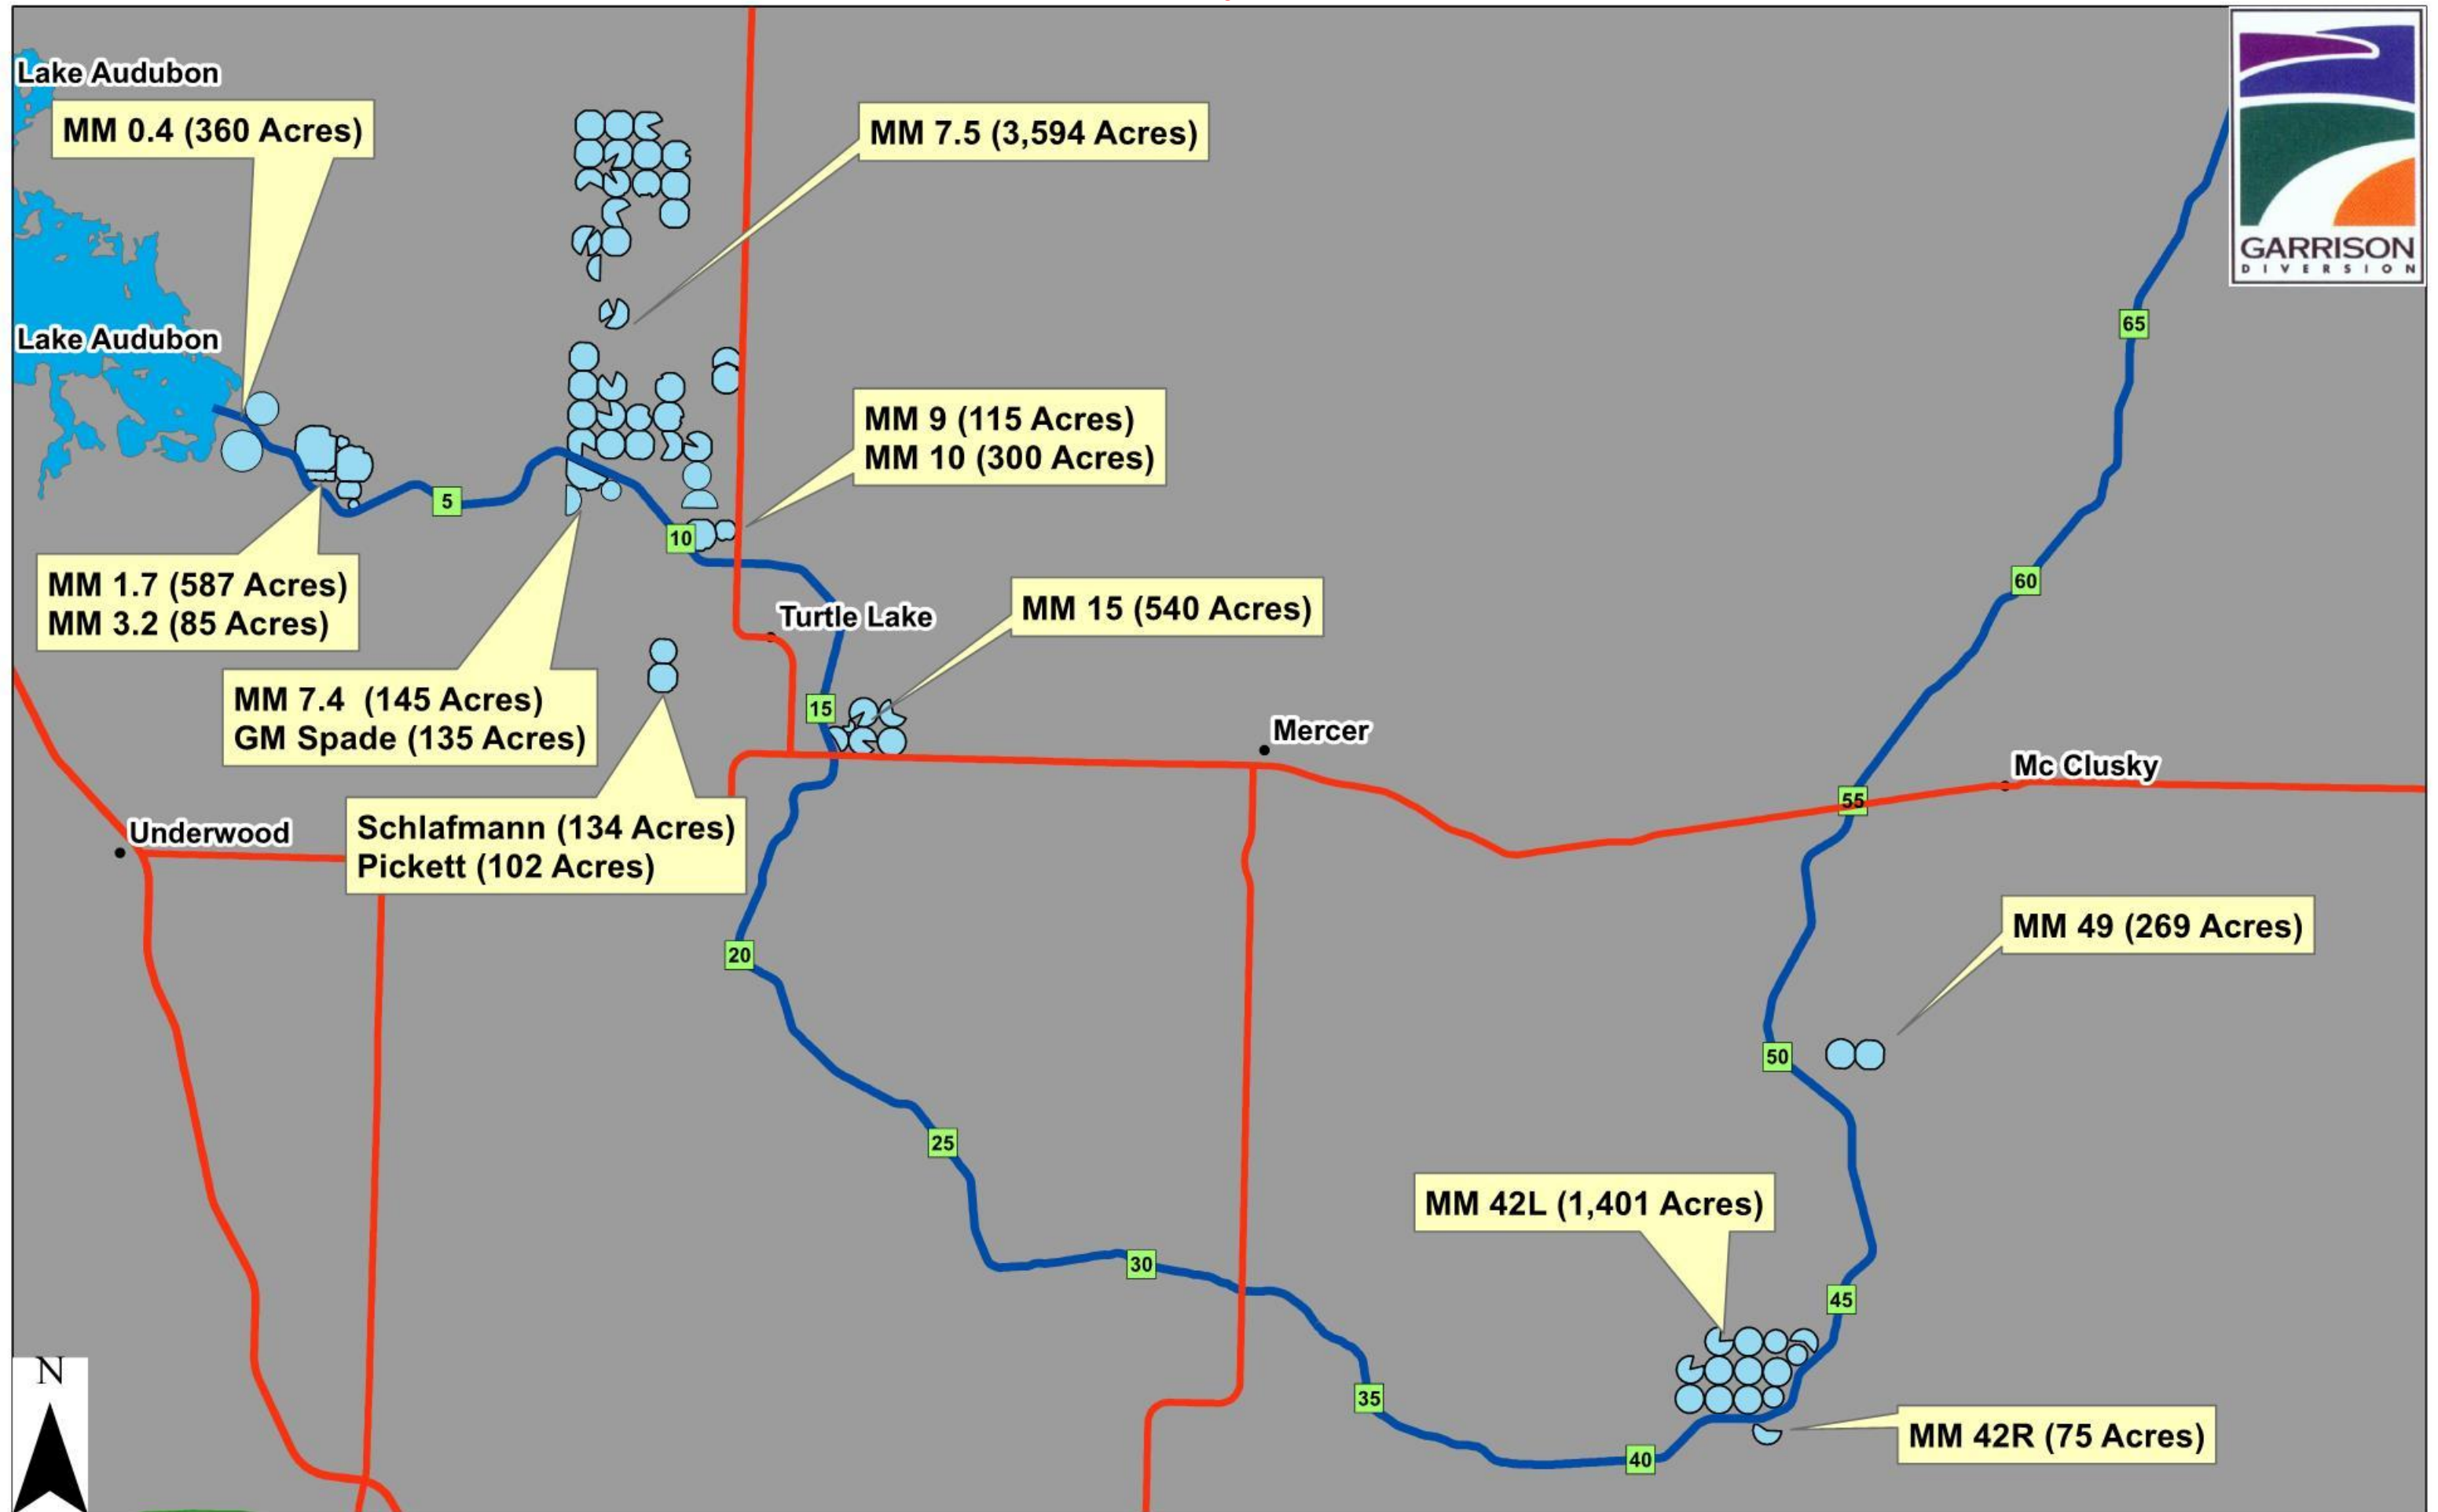 Lake Audubon
MM 0.4 (360 Acres)
MM 7.5 (3,594 Acres)
GARRISON
DIVERSION
Lake Audubon
65
MM 9 (115 Acres)
MM 10 (300 Acres)
5
10
MM 1.7 (587 Acres)
MM 3.2 (85 Acres)
60
Turtle Lake
MM 15 (540 Acres)
MM 7.4 (145 Acres)
GM Spade (135 Acres)
15
Mercer
Mc Clusky
55
Underwood
Schlafmann (134 Acres)
Pickett (102 Acres)
MM 49 (269 Acres)
20
50
25
MM 42L (1,401 Acres)
30
45
N
35
MM 42R (75 Acres)
40